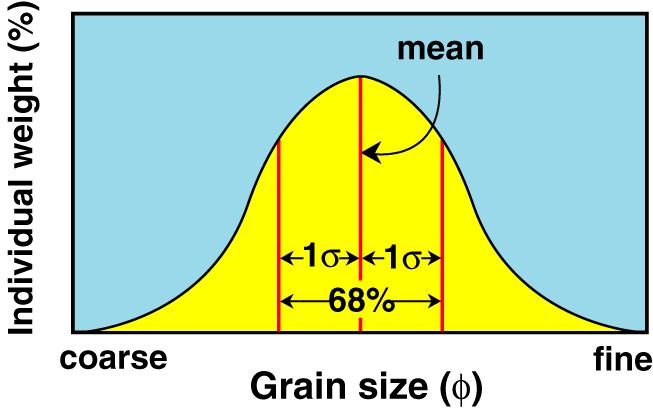 Individual weight (%)
mean
1σ
1σ
68%
coarse
fine
Grain size (ϕ)